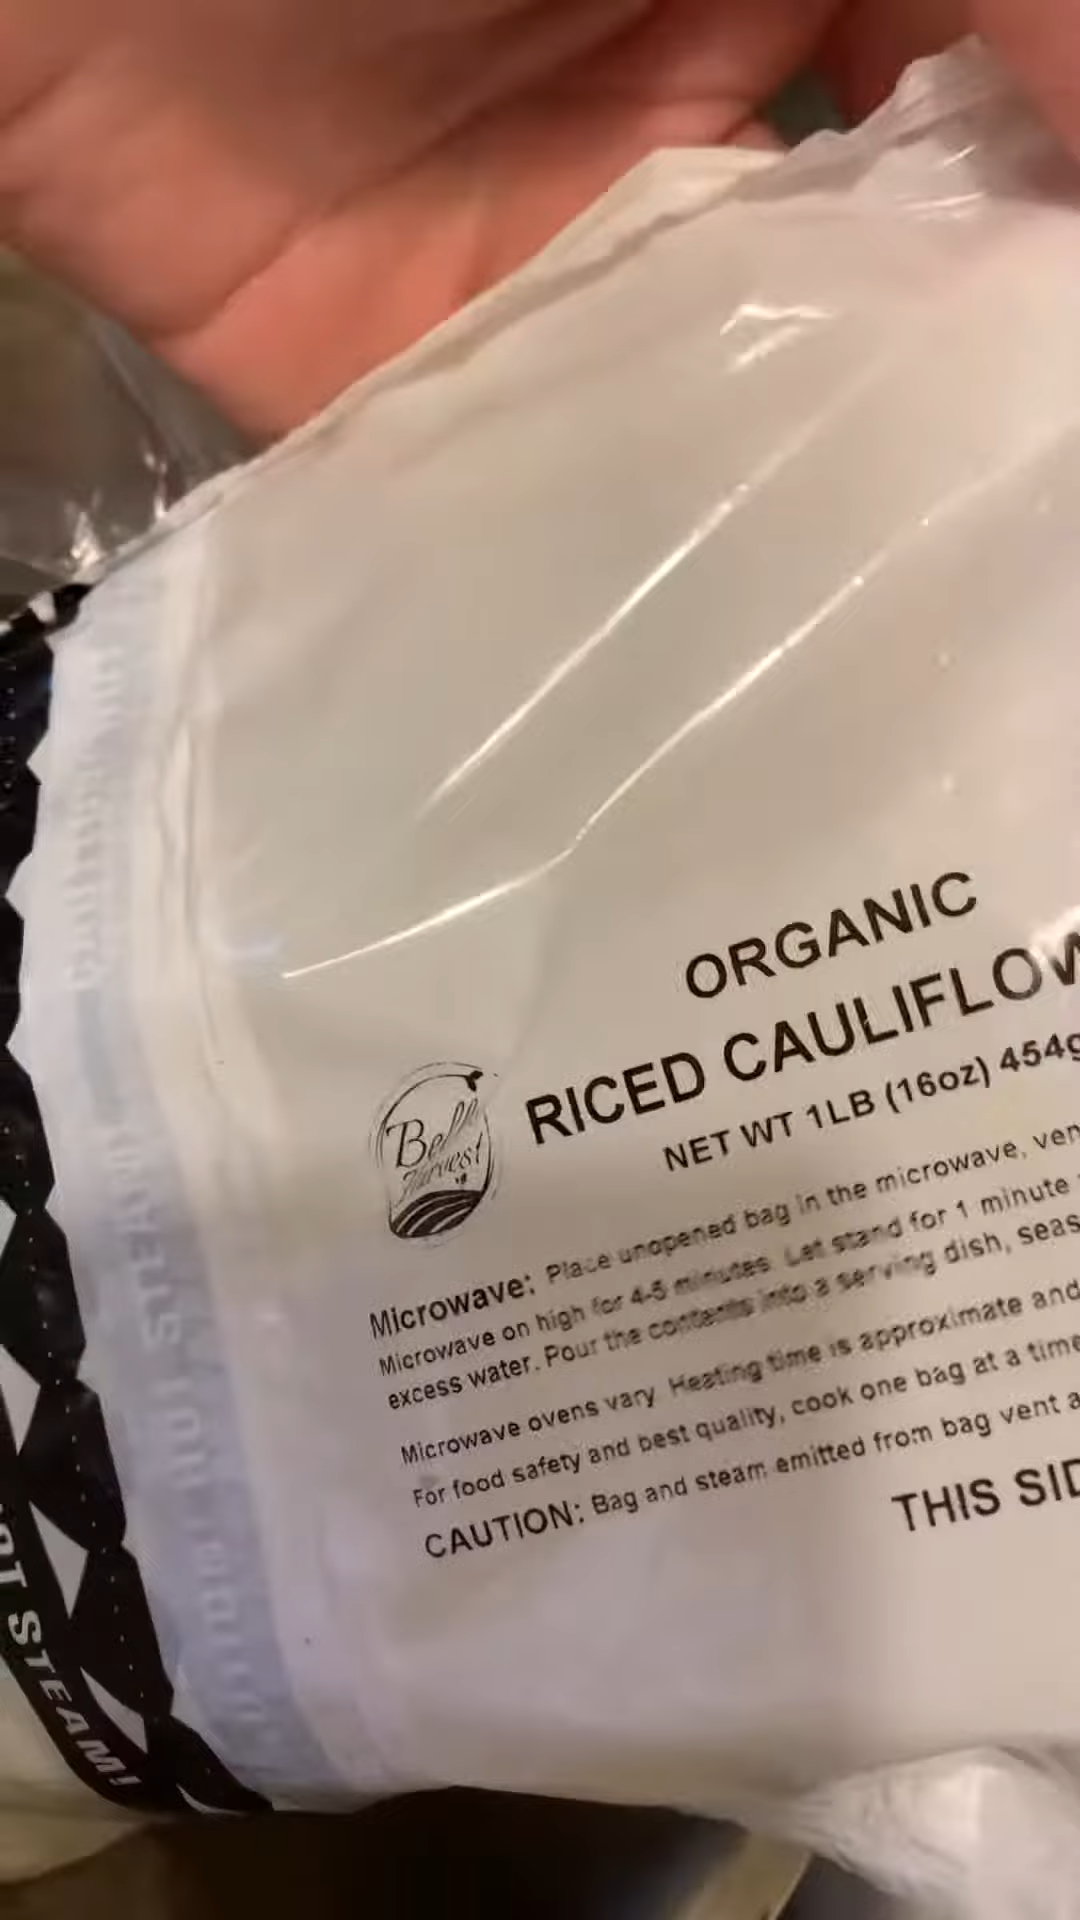 ORGANIC
RICED CAULIFLOW
NET WT 1LB (16oz) 454g
Harvest
Microwave: Place unopened bag in the microwave, ven
Microwave on high for 4-5 minutes. Let stand for 1 minute
excess water. Pour the contents into a serving dish, seas
Microwave ovens vary. Heating time is approximate and
For food safety and best quality, cook one bag at a time
CAUTION: Bag and steam emitted from bag vent a
THIS SID
STEAM!